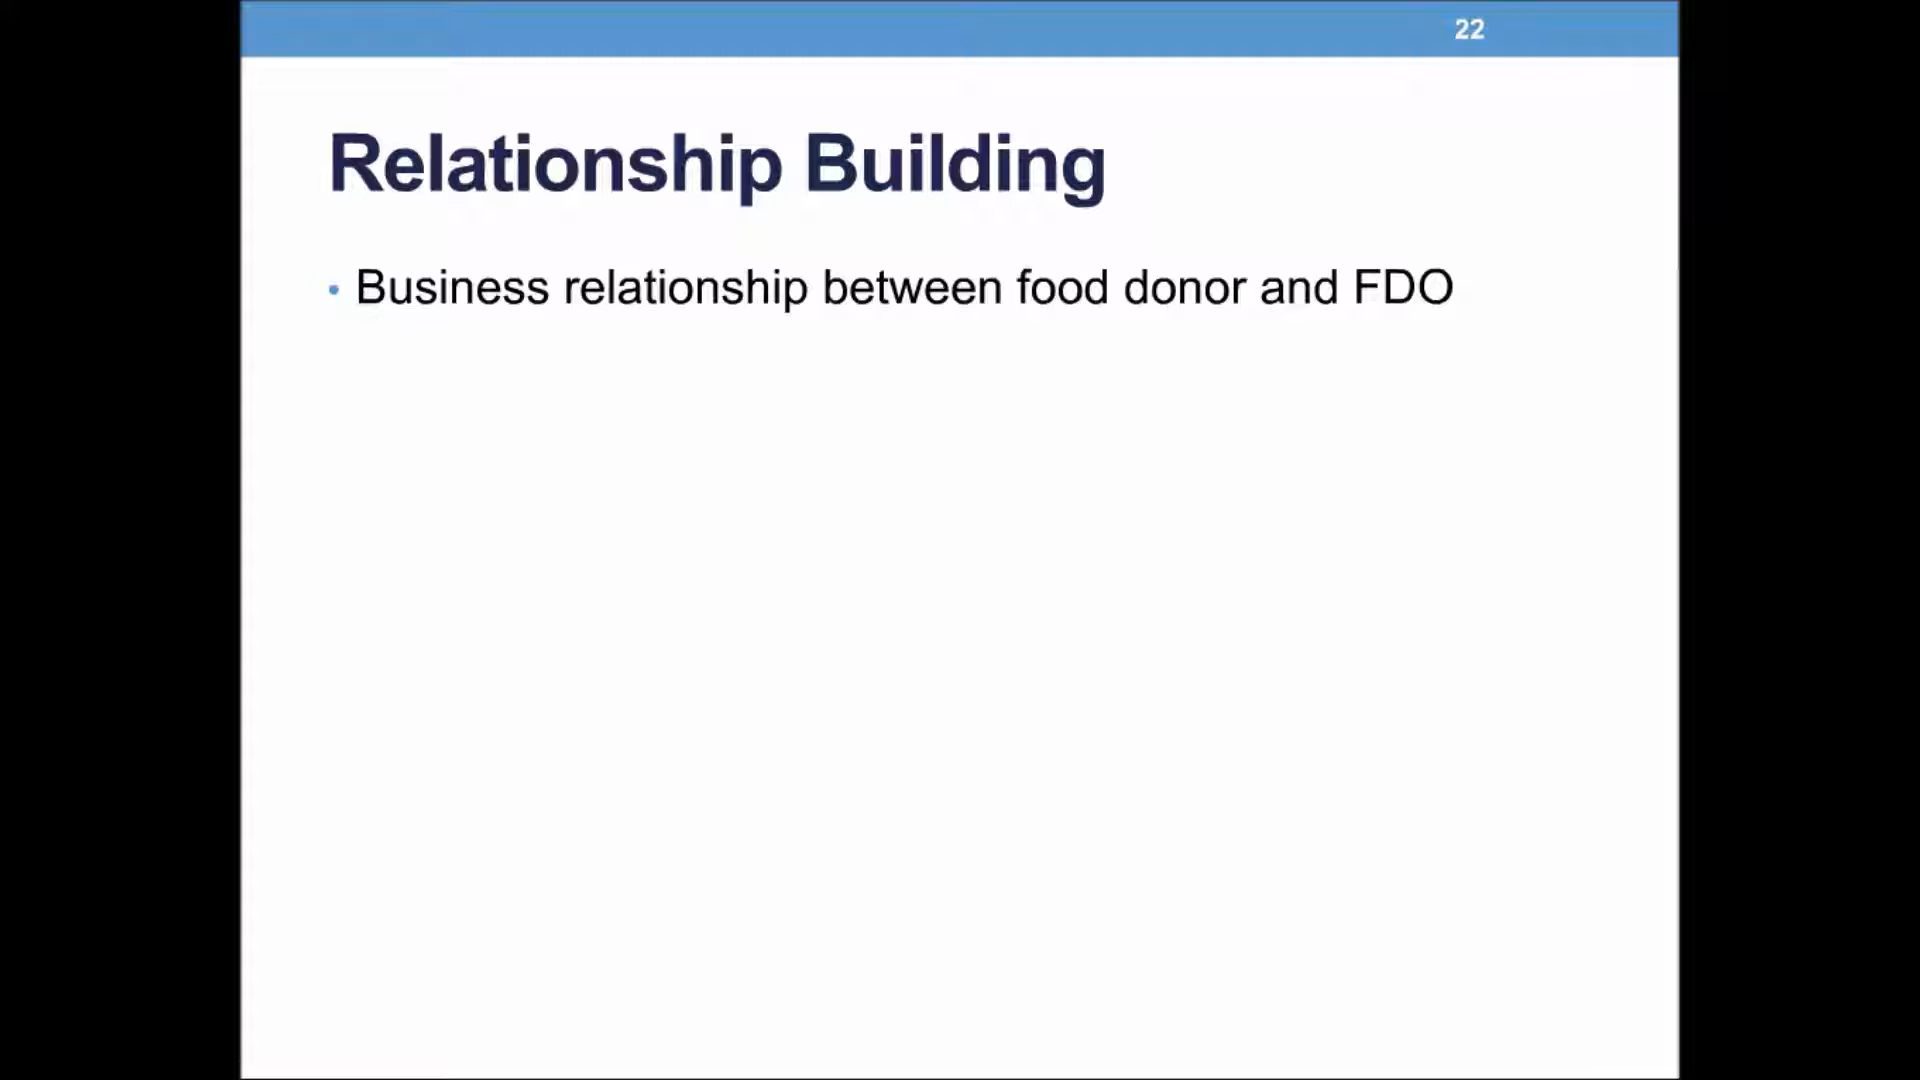 22
Relationship Building
• Business relationship between food donor and FDO